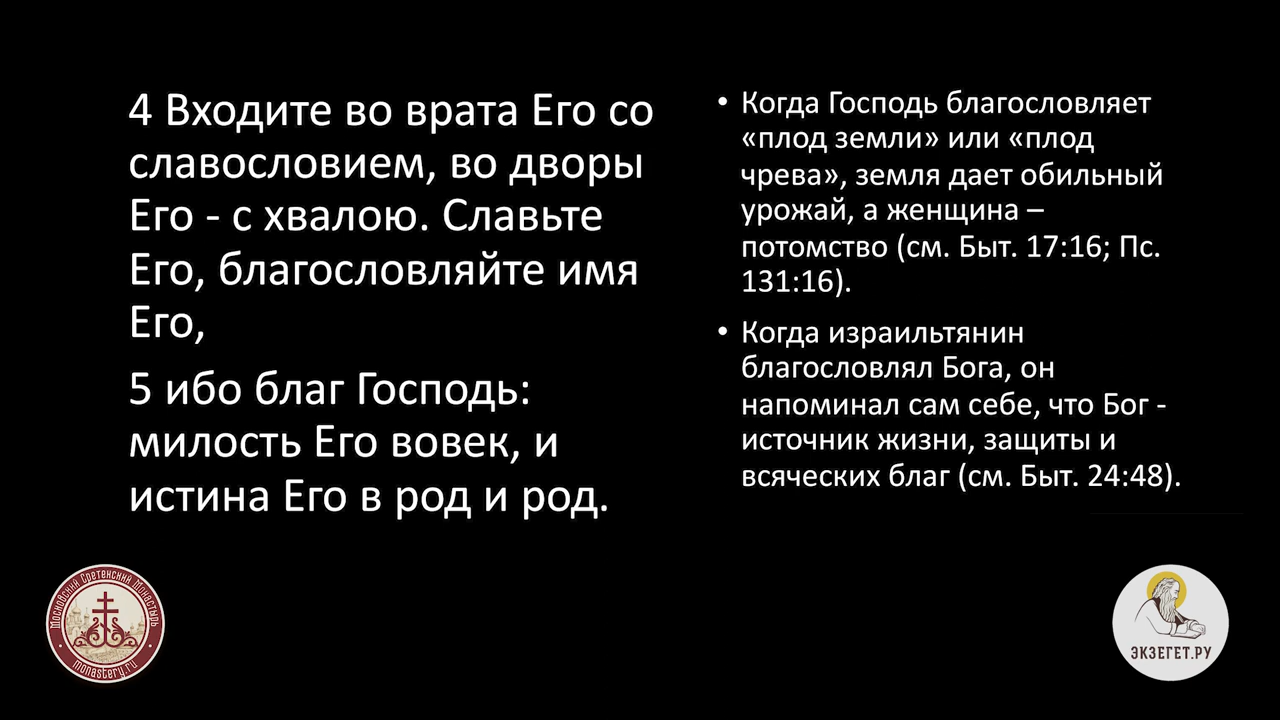 4 Входите во врата Его со
славословием, во дворы
Его - с хвалою. Славьте
Его, благословляйте имя
Его,
5 ибо благ Господь:
милость Его вовек, и
истина Его в род и род.
• Когда Господь благословляет
«плод земли» или «плод
чрева», земля дает обильный
урожай, а женщина –
потомство (см. Быт. 17:16; Пс.
131:16).
• Когда израильтянин
благословлял Бога, он
напоминал сам себе, что Бог -
источник жизни, защиты и
всяческих благ (см. Быт. 24:48).
Московский Сретенский Монастырь
monastery.ru
ЭКЗЕГЕТ.РУ